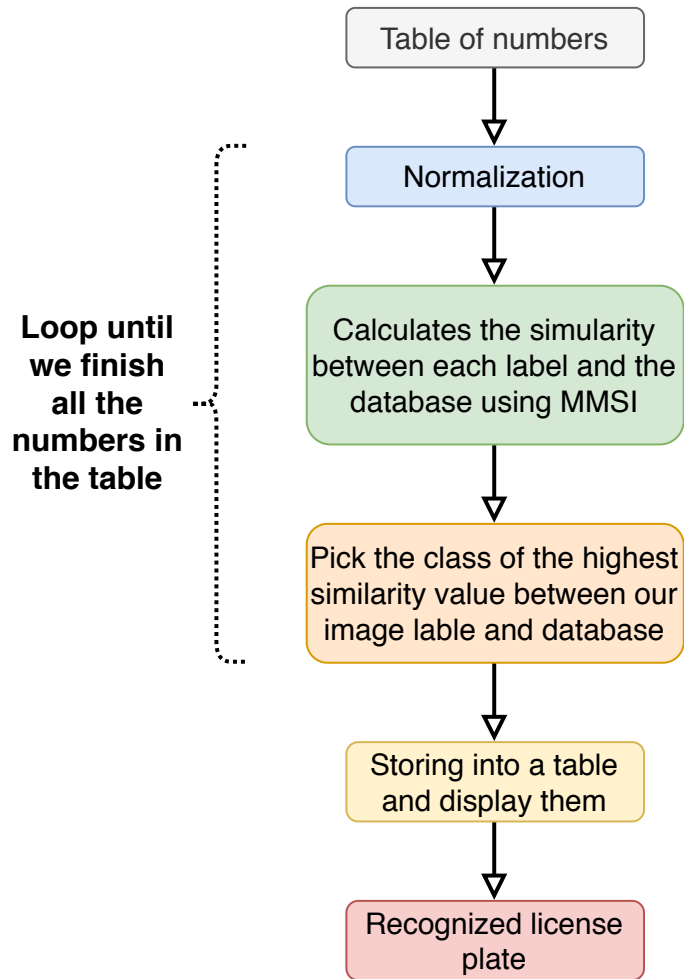 Table of numbers
Normalization
Loop until
we finish
all the
numbers in
the table
Calculates the simularity
between each label and the
database using MMSI
Pick the class of the highest
similarity value between our
image lable and database
Storing into a table
and display them
Recognized license
plate